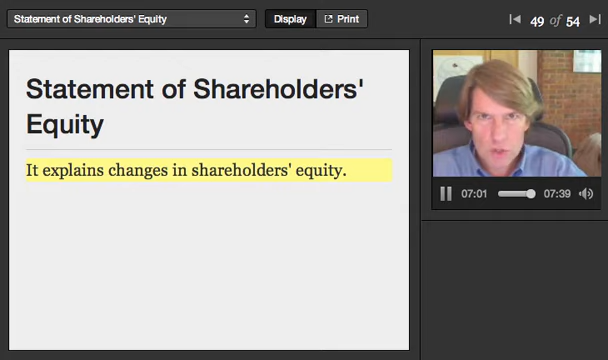 Statement of Shareholders' Equity
Display
Print
49 of 54
Statement of Shareholders'
Equity
It explains changes in shareholders' equity.
07:01
07:39